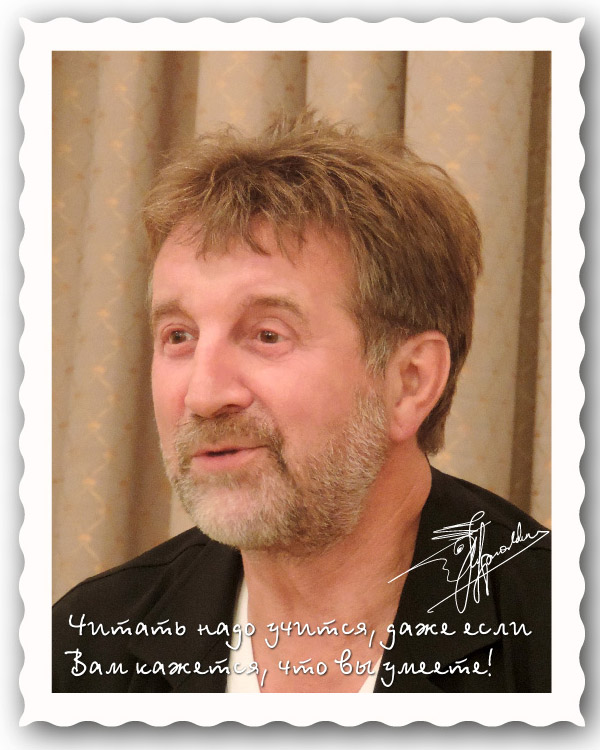 Читать надо учится, даже если
Вам кажется, что вы умеете!